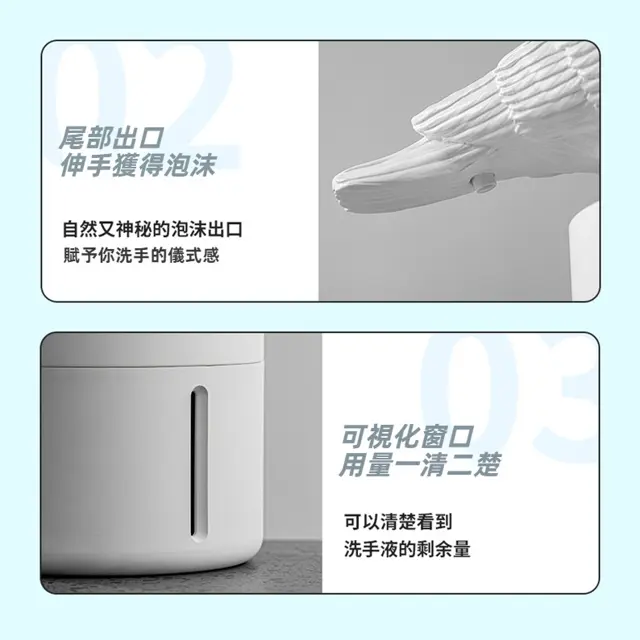 02
尾部出口
伸手獲得泡沫
自然又神秘的泡沫出口
賦予你洗手的儀式感
03
可視化窗口
用量一清二楚
可以清楚看到
洗手液的剩余量